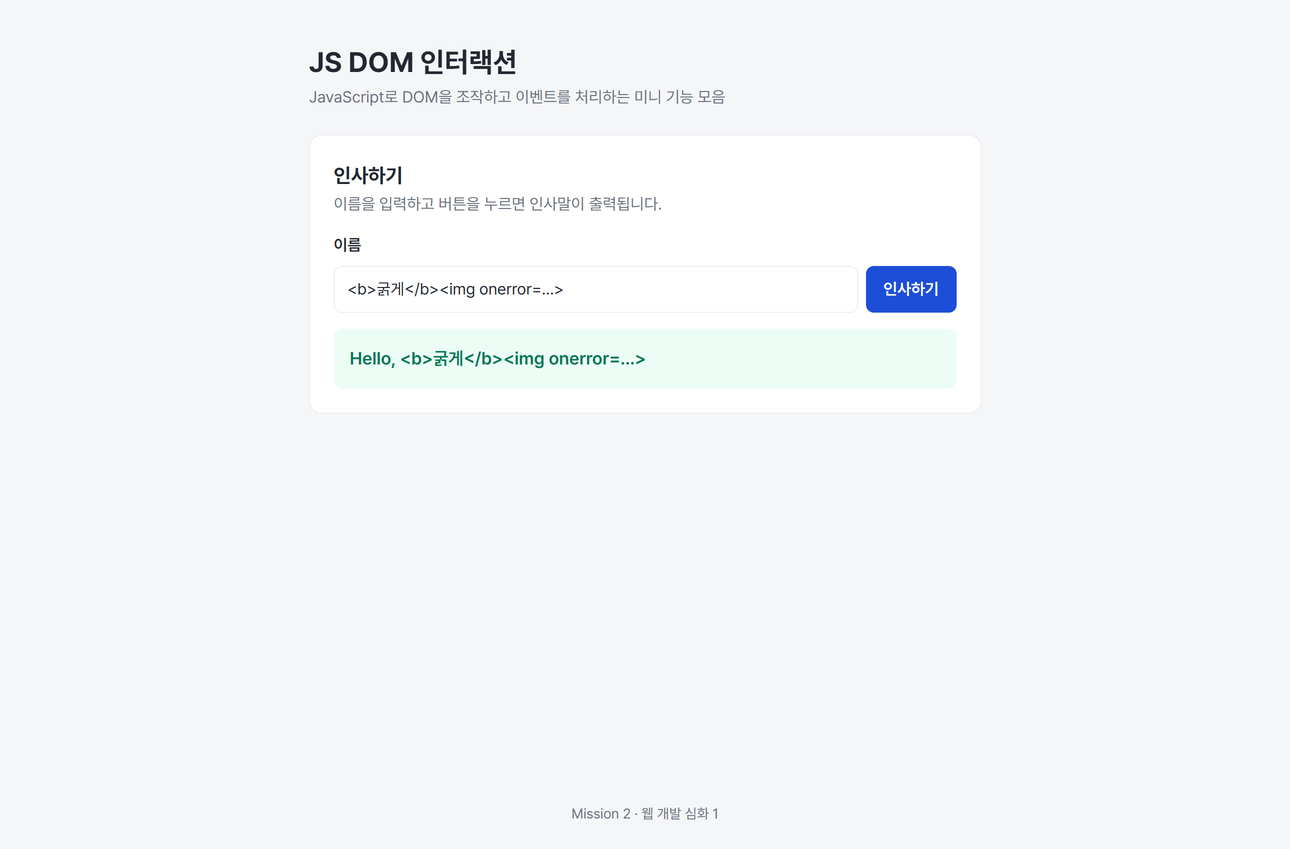 JS DOM 인터랙션
JavaScript로 DOM을 조작하고 이벤트를 처리하는 미니 기능 모음
인사하기
이름을 입력하고 버튼을 누르면 인사말이 출력됩니다.
이름
<b>굵게</b><img onerror=...>
인사하기
Hello, <b>굵게</b><img onerror=...>
Mission 2 · 웹 개발 심화 1